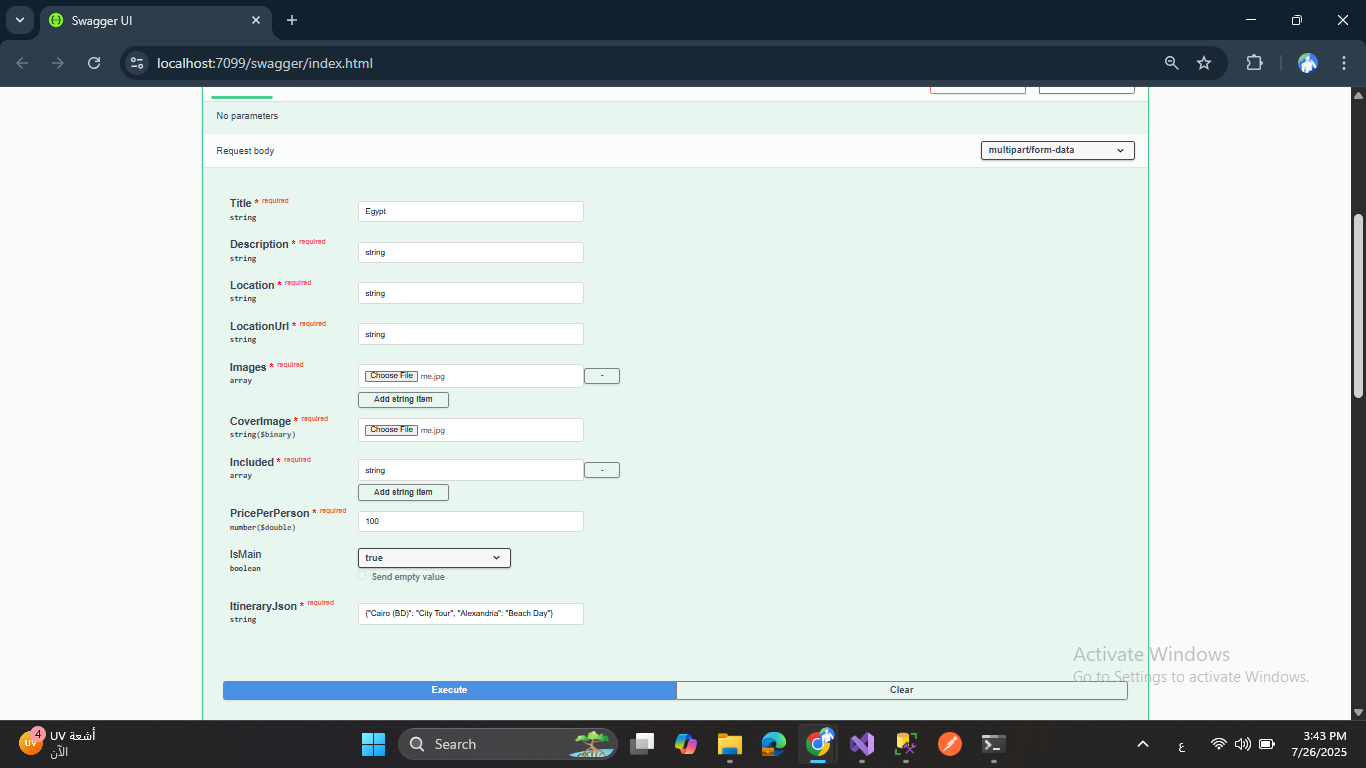 Swagger UI
localhost:7099/swagger/index.html
No parameters
Request body
multipart/form-data
Title * required
string
Egypt
Description * required
string
string
Location * required
string
string
LocationUrl * required
string
string
Images * required
array
Choose File me.jpg
-
Add string item
CoverImage * required
string($binary)
Choose File me.jpg
Included * required
array
string
-
Add string item
PricePerPerson * required
number($double)
100
IsMain
boolean
true
Send empty value
ItineraryJson * required
string
{"Cairo (BD)": "City Tour", "Alexandria": "Beach Day"}
Activate Windows
Go to Settings to activate Windows.
Execute
Clear
UV
4
أشعة UV
الآن
Search
ع
3:43 PM
7/26/2025